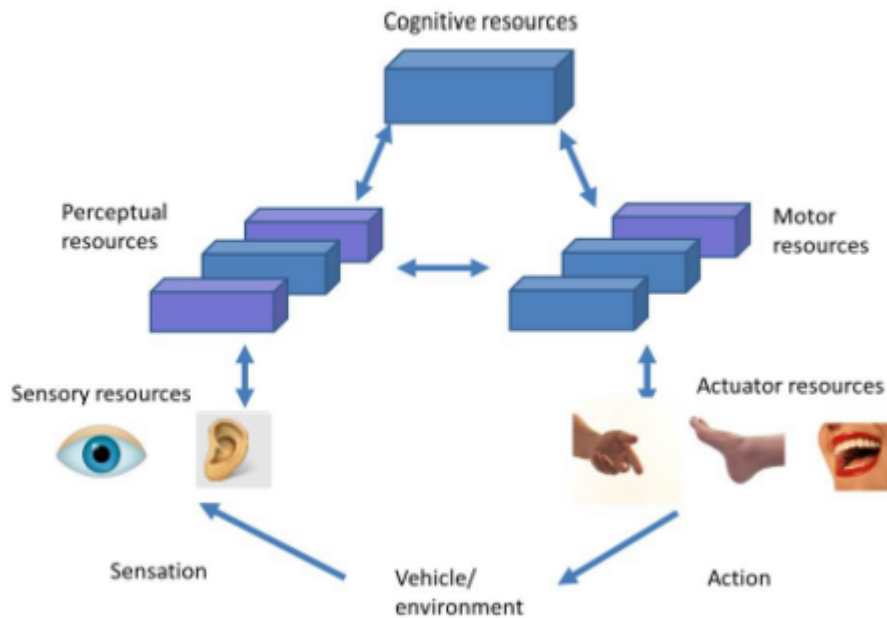 Cognitive resources
Perceptual
resources
Motor
resources
Sensory resources
Actuator resources
Sensation
Vehicle/
environment
Action